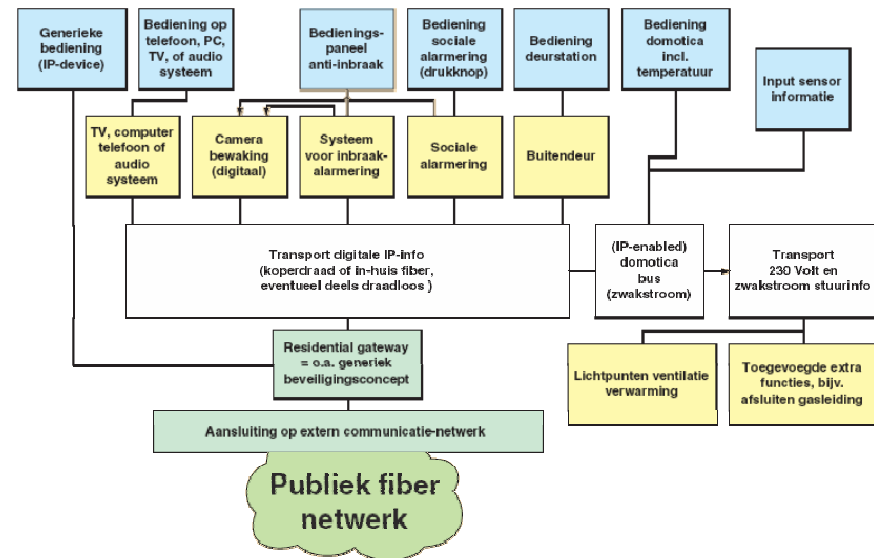 Generieke
bediening
(IP-device)
Bediening op
telefoon, PC,
TV, of audio
systeem
Bedienings-
paneel
anti-inbraak
Bediening
sociale
alarmering
(drukknop)
Bediening
deurstation
Bediening
domotica
incl.
temperatuur
Input sensor
informatie
TV, computer
telefoon of
audio
systeem
Camera
bewaking
(digitaal)
Systeem
voor inbraak-
alarmering
Sociale
alarmering
Buitendeur
Transport digitale IP-info
(koperdraad of in-huis fiber,
eventueel deels draadloos )
(IP-enabled)
domotica
bus
(zwakstroom)
Transport
230 Volt en
zwakstroom stuurinfo
Residential gateway
= o.a. generiek
beveiligingsconcept
Lichtpunten ventilatie
verwarming
Toegevoegde extra
functies, bijv.
afsluiten gasleiding
Aansluiting op extern communicatie-netwerk
Publiek fiber
netwerk